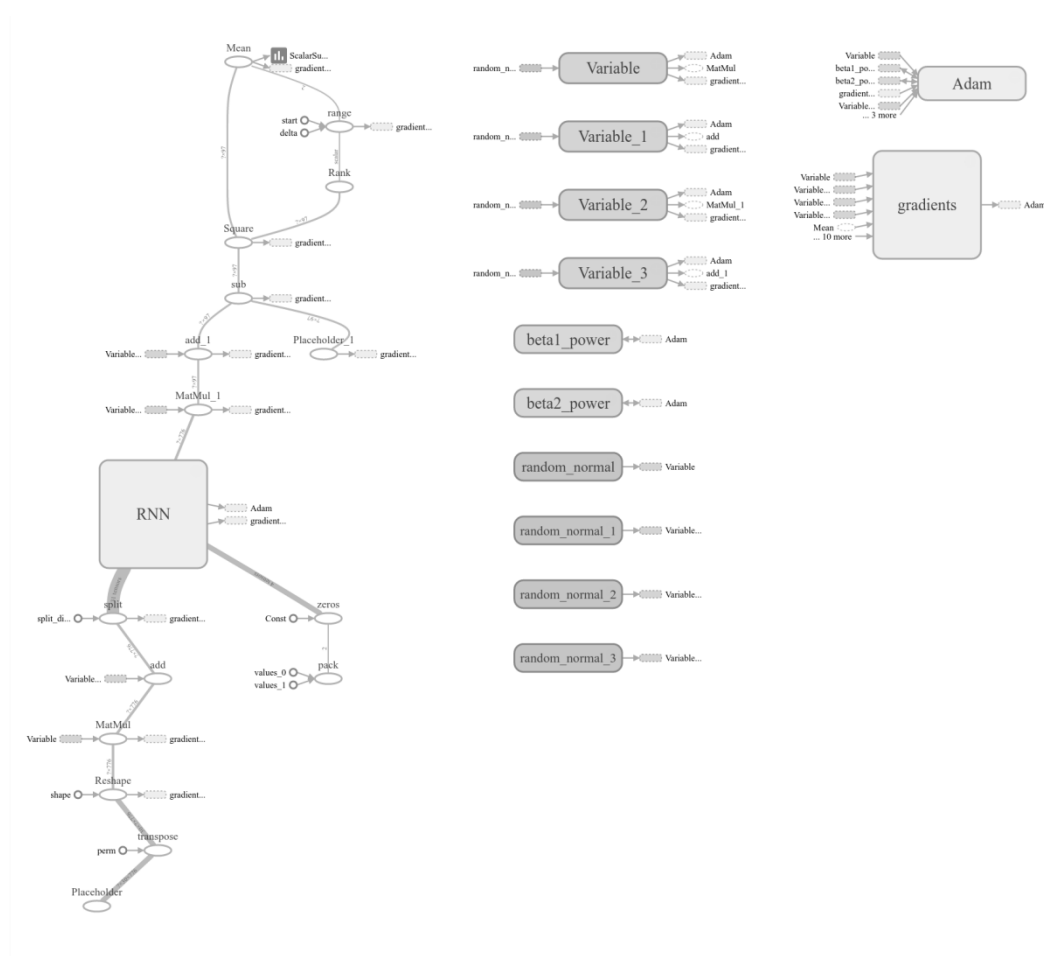 Mean
ScalarSu...
gradient...
range
start
delta
gradient...
scalar
Rank
Square
gradient...
sub
gradient...
add_1
Variable...
gradient...
Placeholder_1
gradient...
MatMul_1
Variable...
gradient...
RNN
Adam
gradient...
split
split_di...
gradient...
zeros
Const
add
Variable...
pack
values_0
values_1
2
MatMul
Variable
gradient...
Reshape
shape
gradient...
transpose
perm
Placeholder
random_n...
Variable
Adam
MatMul
gradient...
random_n...
Variable_1
Adam
add
gradient...
random_n...
Variable_2
Adam
MatMul_1
gradient...
random_n...
Variable_3
Adam
add_1
gradient...
beta1_power
Adam
beta2_power
Adam
random_normal
Variable
random_normal_1
Variable...
random_normal_2
Variable...
random_normal_3
Variable...
Variable
beta1_po...
beta2_po...
gradient...
Variable...
... 3 more
Adam
Variable
Variable...
Variable...
Variable...
Mean
... 10 more
gradients
Adam